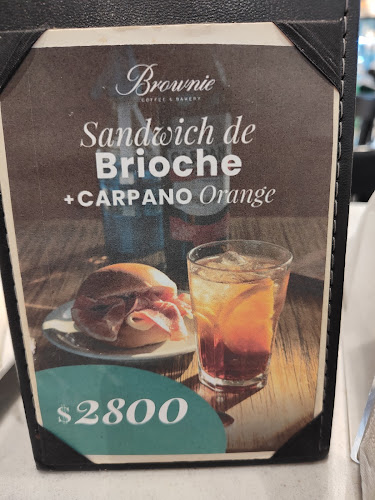 Brownie
COFFEE & BAKERY
Sandwich de
Brioche
+CARPANO Orange
$2800